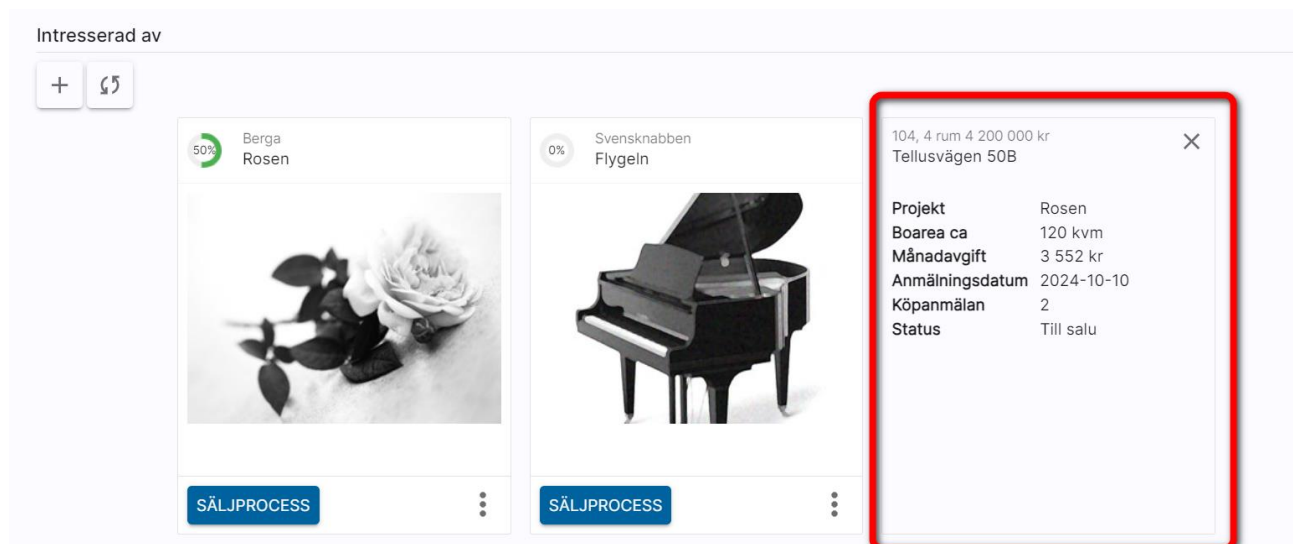 Intresserad av
50%
Berga
Rosen
SÄLJPROCESS
0%
Svensknabben
Flygeln
SÄLJPROCESS
104, 4 rum 4 200 000 kr
Tellusvägen 50B
Projekt Rosen
Boarea ca 120 kvm
Månadavgift 3 552 kr
Anmälningsdatum 2024-10-10
Köpanmälan 2
Status Till salu